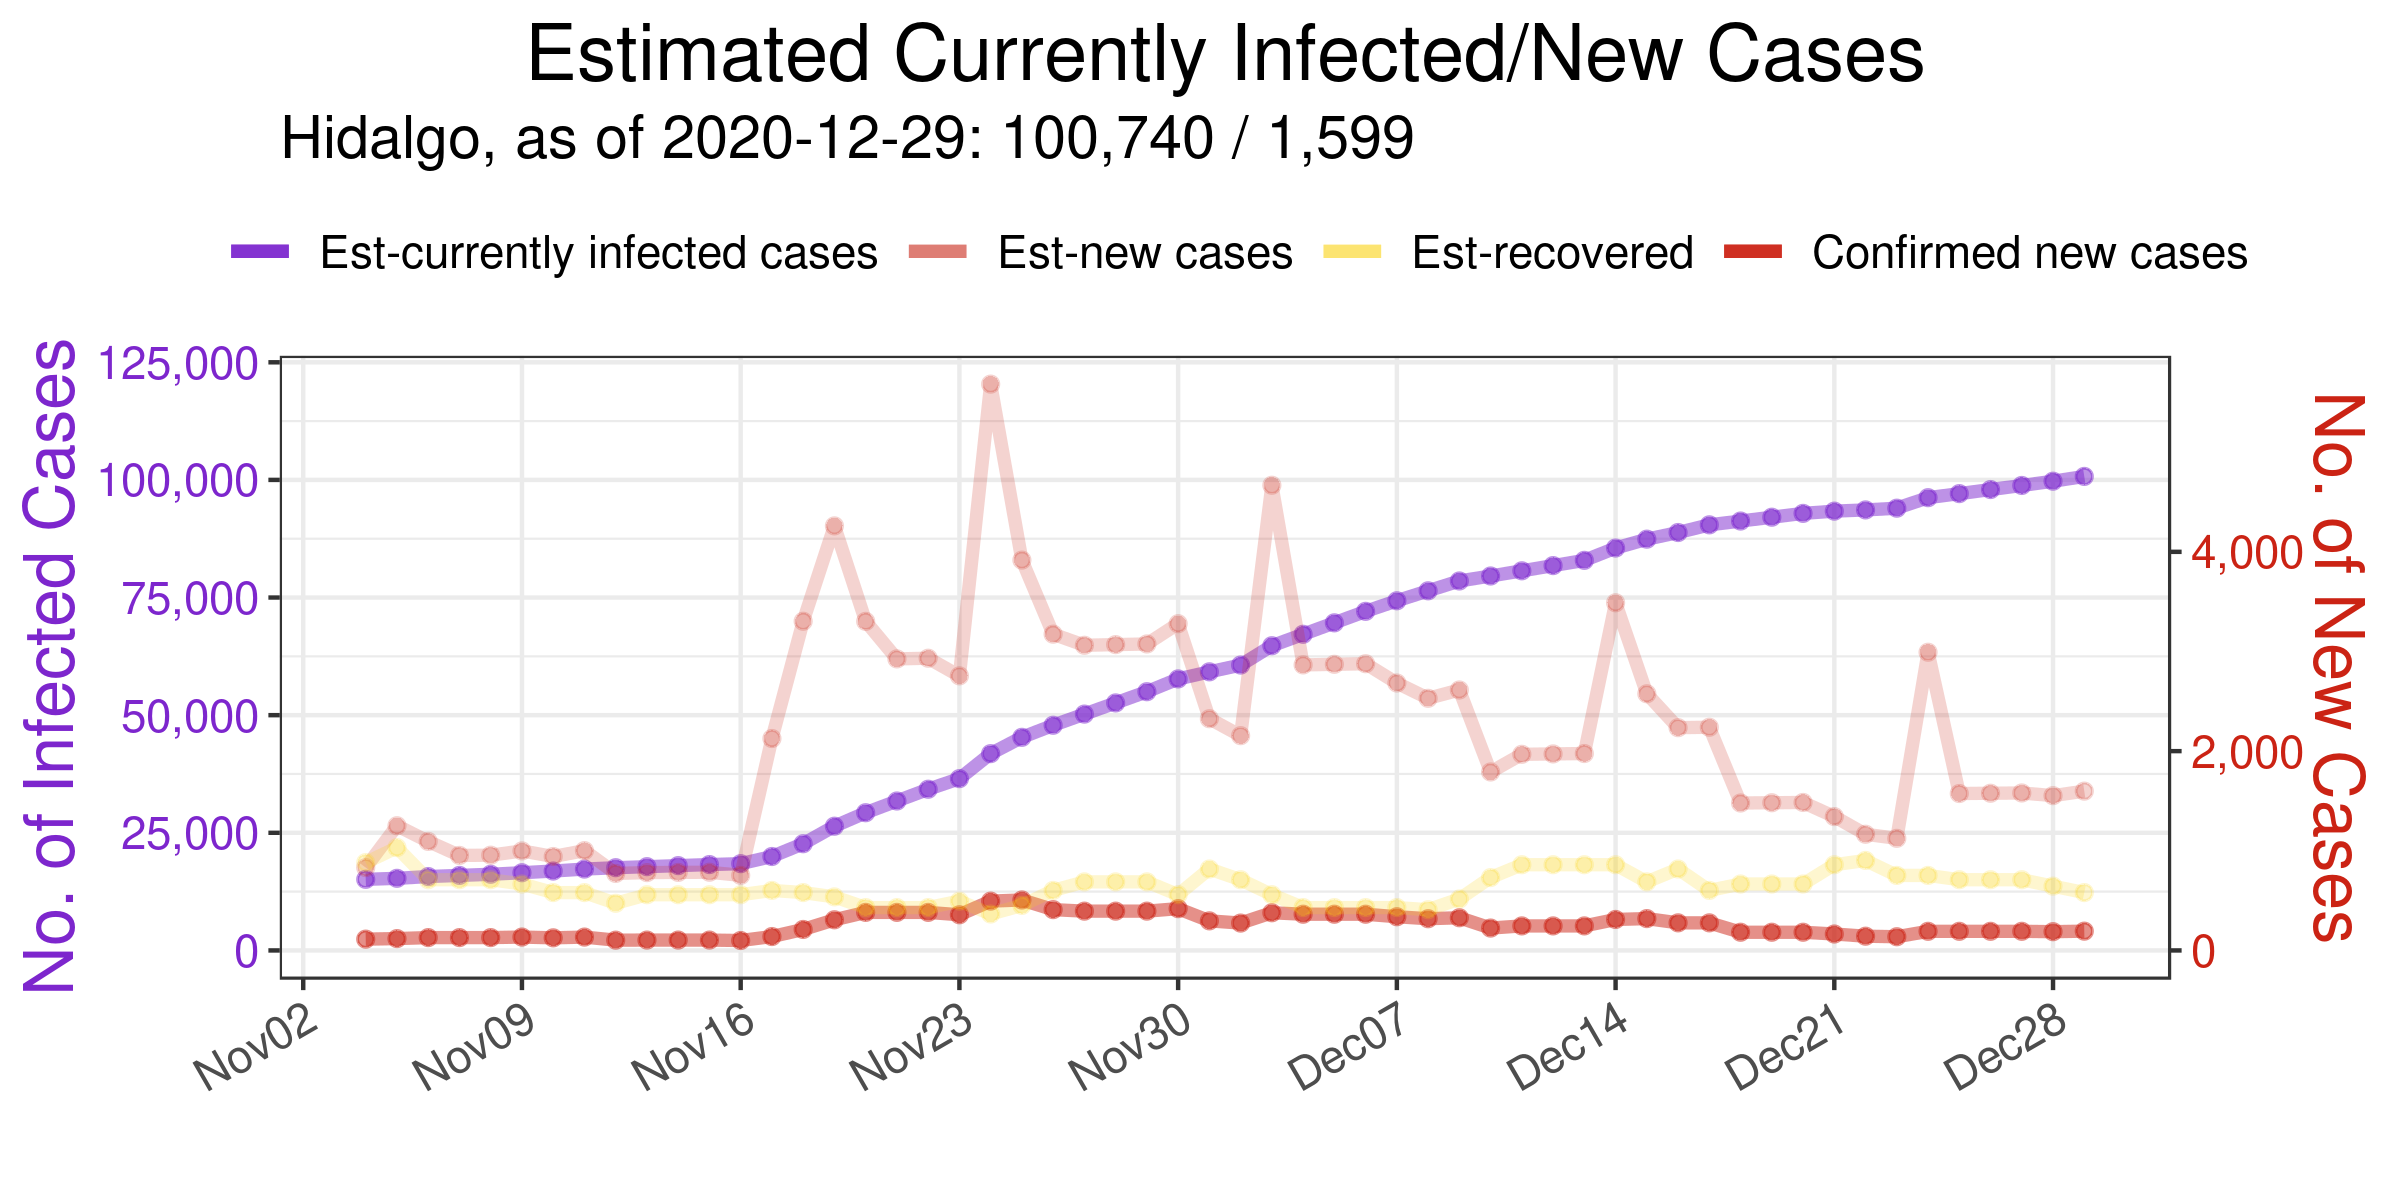 Estimated Currently Infected/New Cases
Hidalgo, as of 2020-12-29: 100,740 / 1,599
Est-currently infected cases Est-new cases Est-recovered Confirmed new cases
No. of Infected Cases
125,000
100,000
75,000
50,000
25,000
0
No. of New Cases
4,000
2,000
0
Nov02 Nov09 Nov16 Nov23 Nov30 Dec07 Dec14 Dec21 Dec28